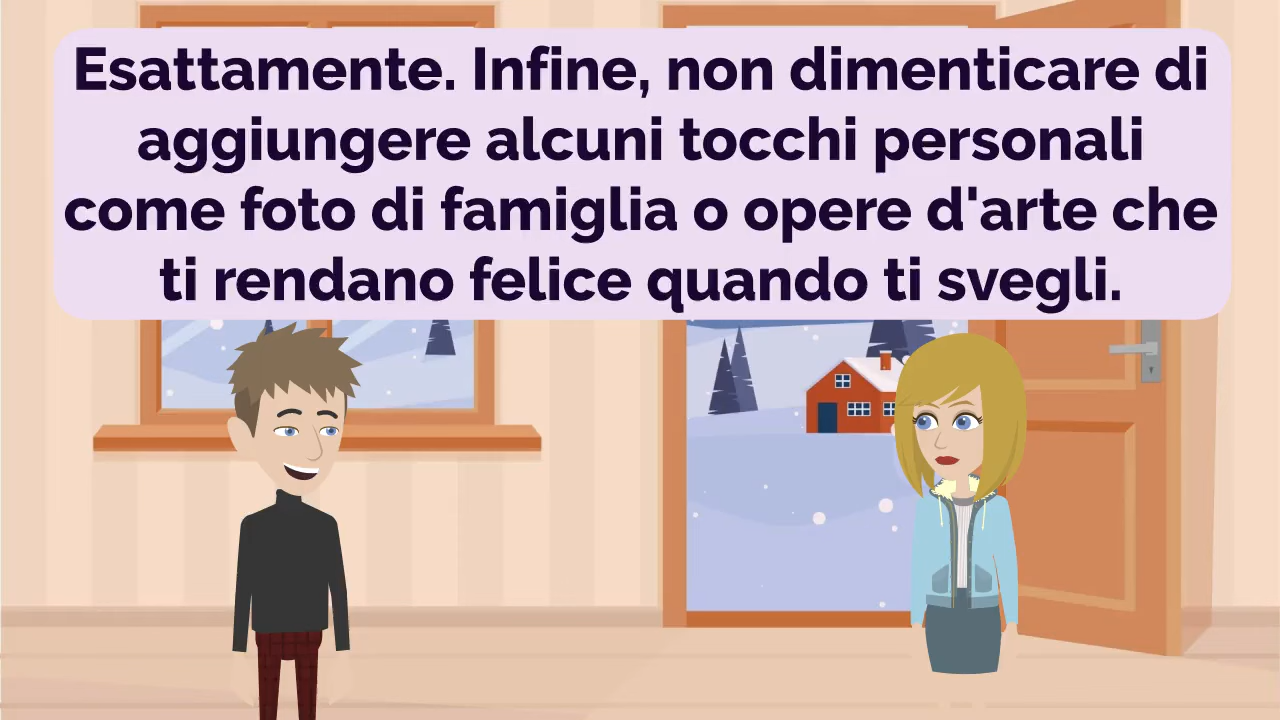 Esattamente. Infine, non dimenticare di
aggiungere alcuni tocchi personali
come foto di famiglia o opere d'arte che
ti rendano felice quando ti svegli.